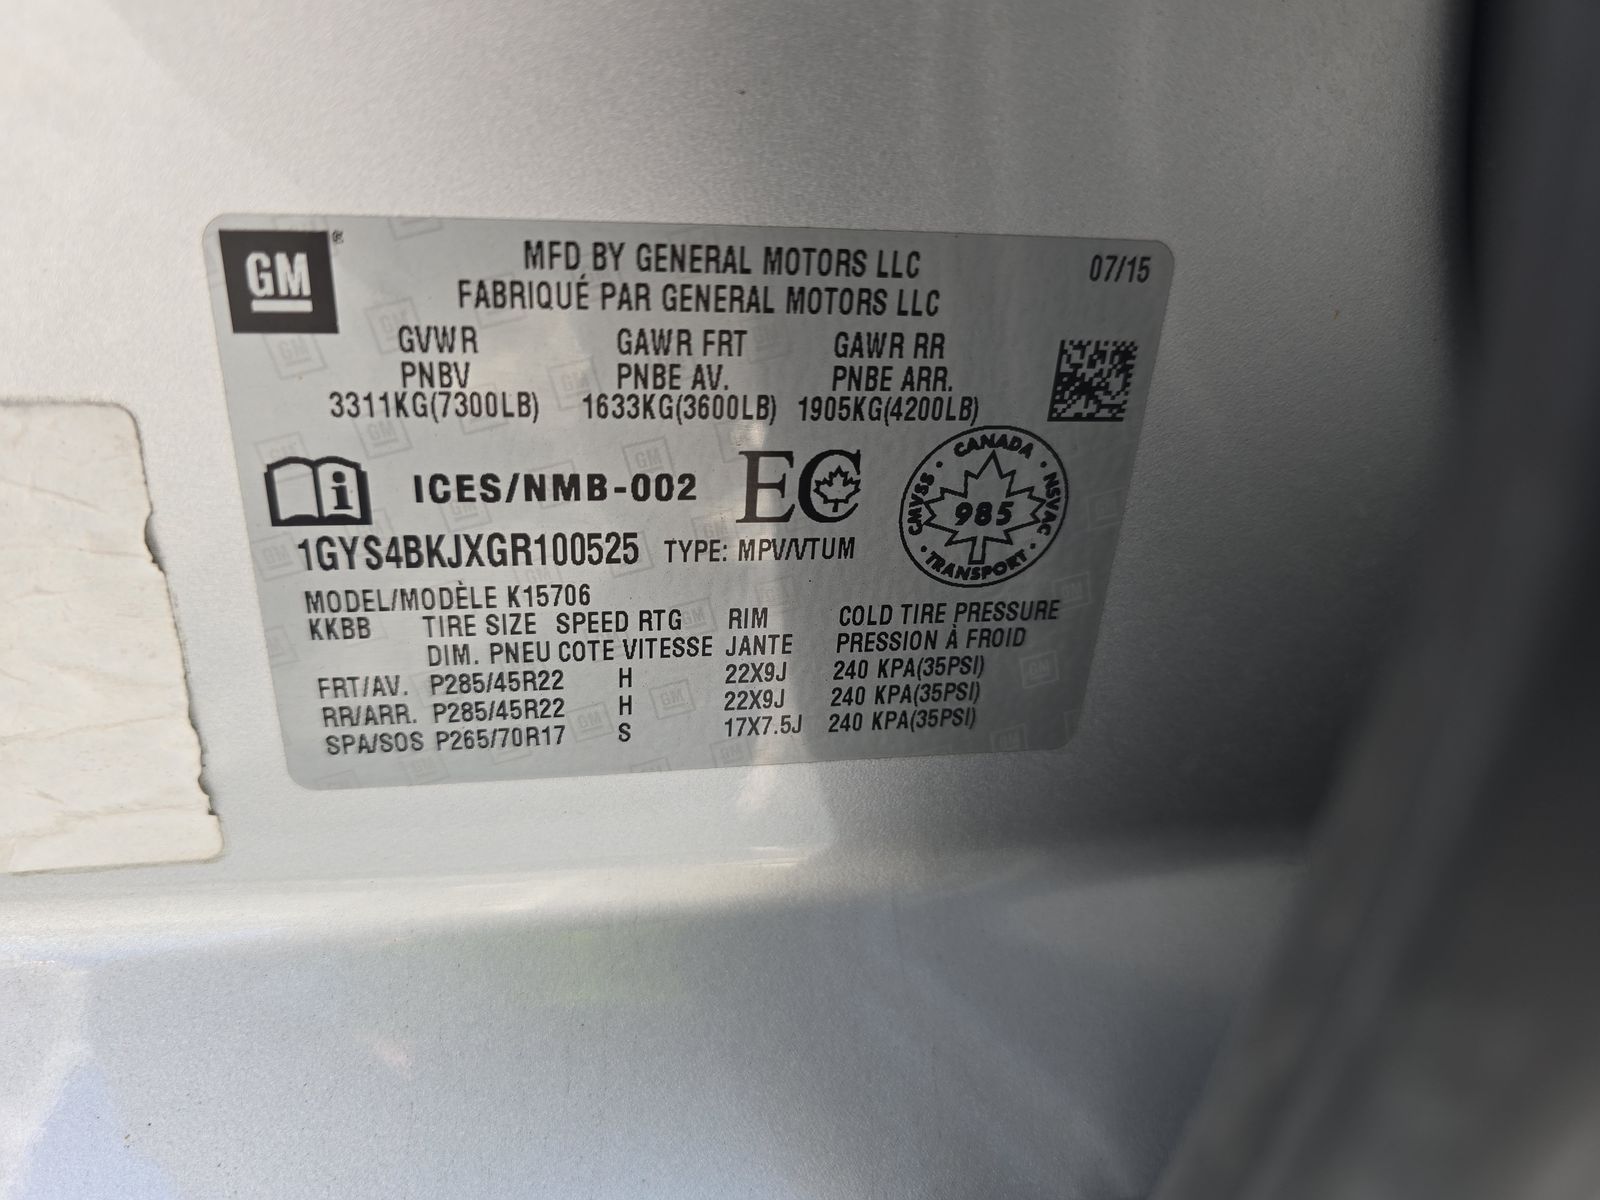 GM®
MFD BY GENERAL MOTORS LLC 07/15
FABRIQUÉ PAR GENERAL MOTORS LLC
GVWR GAWR FRT GAWR RR
PNBV PNBE AV. PNBE ARR.
3311KG(7300LB) 1633KG(3600LB) 1905KG(4200LB)
ICES/NMB-002 EC
CANADA · NSVAC · TRANSPORT · CMVSS ·
985
1GYS4BKJXGR100525 TYPE: MPV/VTUM
MODEL/MODÈLE K15706
KKBB TIRE SIZE SPEED RTG RIM COLD TIRE PRESSURE
DIM. PNEU COTE VITESSE JANTE PRESSION À FROID
FRT/AV. P285/45R22 H 22X9J 240 KPA(35PSI)
RR/ARR. P285/45R22 H 22X9J 240 KPA(35PSI)
SPA/SOS P265/70R17 S 17X7.5J 240 KPA(35PSI)